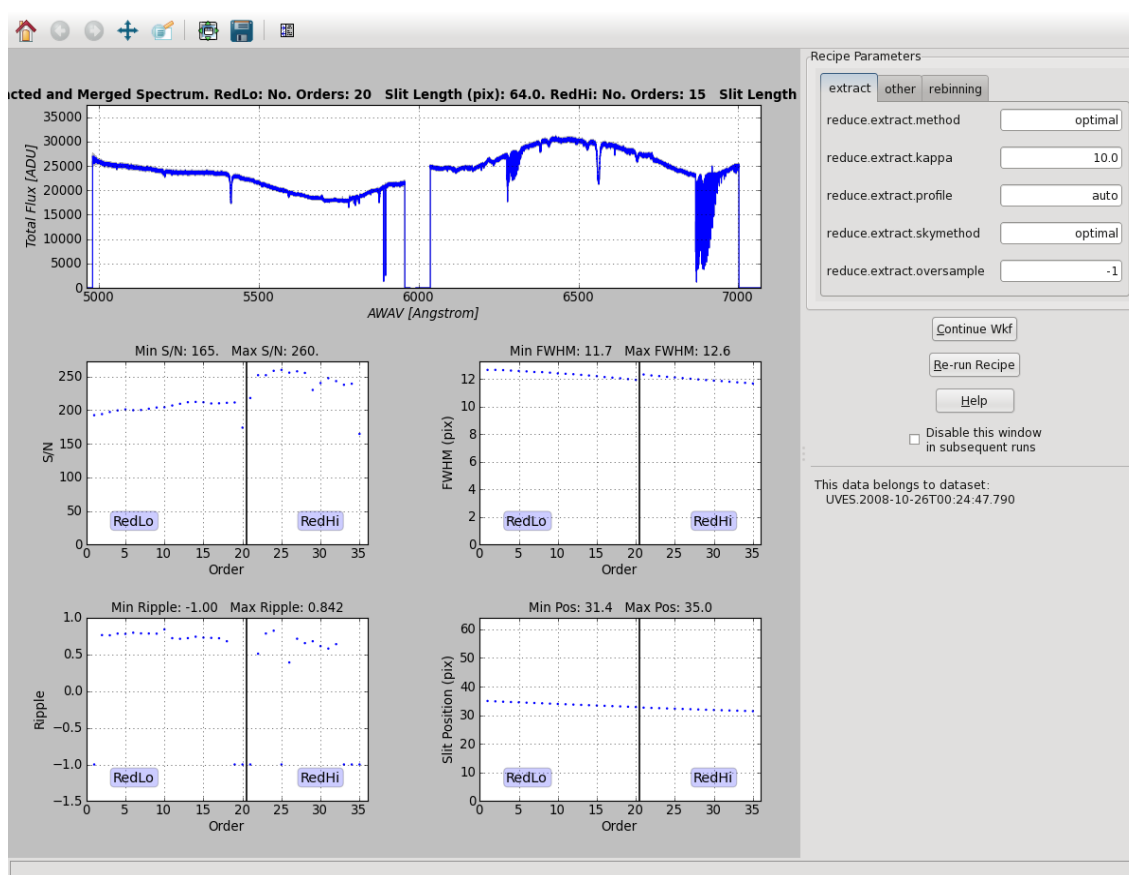 Recipe Parameters
extract other rebinning
reduce.extract.method optimal
reduce.extract.kappa 10.0
reduce.extract.profile auto
reduce.extract.skymethod optimal
reduce.extract.oversample -1
Continue Wkf
Re-run Recipe
Help
Disable this window
in subsequent runs
This data belongs to dataset:
UVES.2008-10-26T00:24:47.790
cted and Merged Spectrum. RedLo: No. Orders: 20 Slit Length (pix): 64.0. RedHi: No. Orders: 15 Slit Length
Total Flux [ADU]
35000
30000
25000
20000
15000
10000
5000
0
5000 5500 6000 6500 7000
AWAV [Angstrom]
Min S/N: 165. Max S/N: 260.
S/N
250
200
150
100
50
0
RedLo RedHi
0 5 10 15 20 25 30 35
Order
Min FWHM: 11.7 Max FWHM: 12.6
FWHM (pix)
12
10
8
6
4
2
0
RedLo RedHi
0 5 10 15 20 25 30 35
Order
Min Ripple: -1.00 Max Ripple: 0.842
Ripple
1.0
0.5
0.0
−0.5
−1.0
−1.5
RedLo RedHi
0 5 10 15 20 25 30 35
Order
Min Pos: 31.4 Max Pos: 35.0
Slit Position (pix)
60
50
40
30
20
10
0
RedLo RedHi
0 5 10 15 20 25 30 35
Order